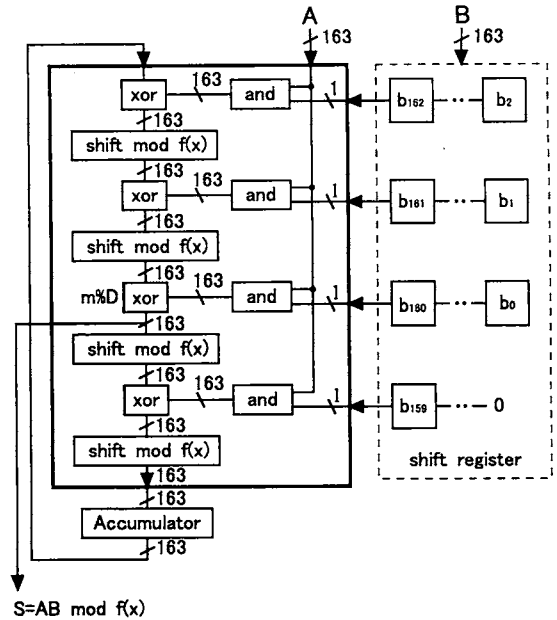 A B
163 163
xor 163 and 1 b162 ... b2
163
shift mod f(x)
163
xor 163 and 1 b161 ... b1
163
shift mod f(x)
163
m%D xor 163 and 1 b160 ... b0
163
shift mod f(x)
163
xor 163 and 1 b159 ... 0
163
shift mod f(x) shift register
163
163
Accumulator
163
S=AB mod f(x)